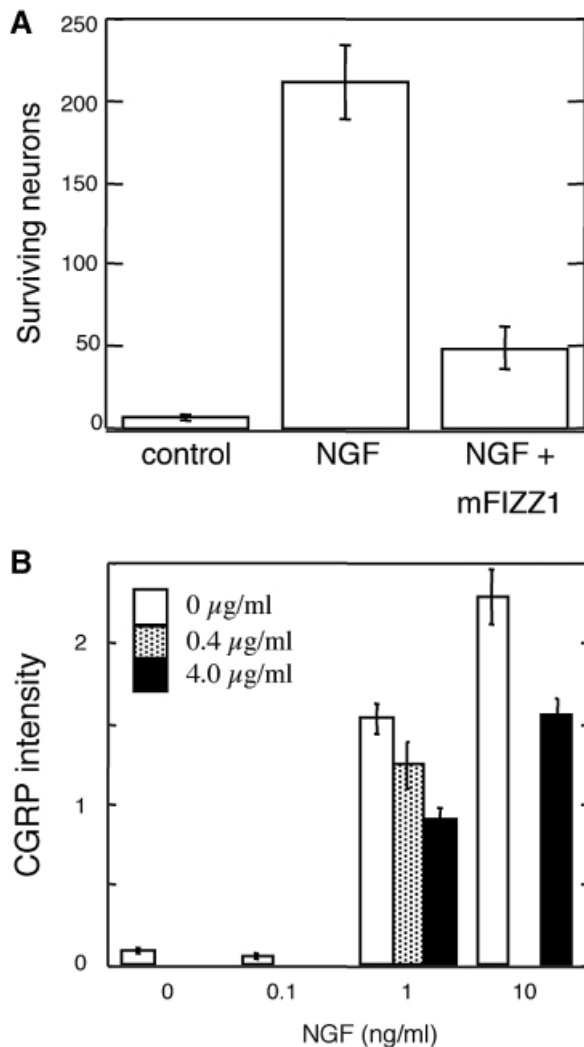 A
250
200
150
100
50
0
Surviving neurons
control
NGF
NGF +
mFIZZ1
B
0 µg/ml
0.4 µg/ml
4.0 µg/ml
2
1
0
CGRP intensity
0
0.1
1
10
NGF (ng/ml)